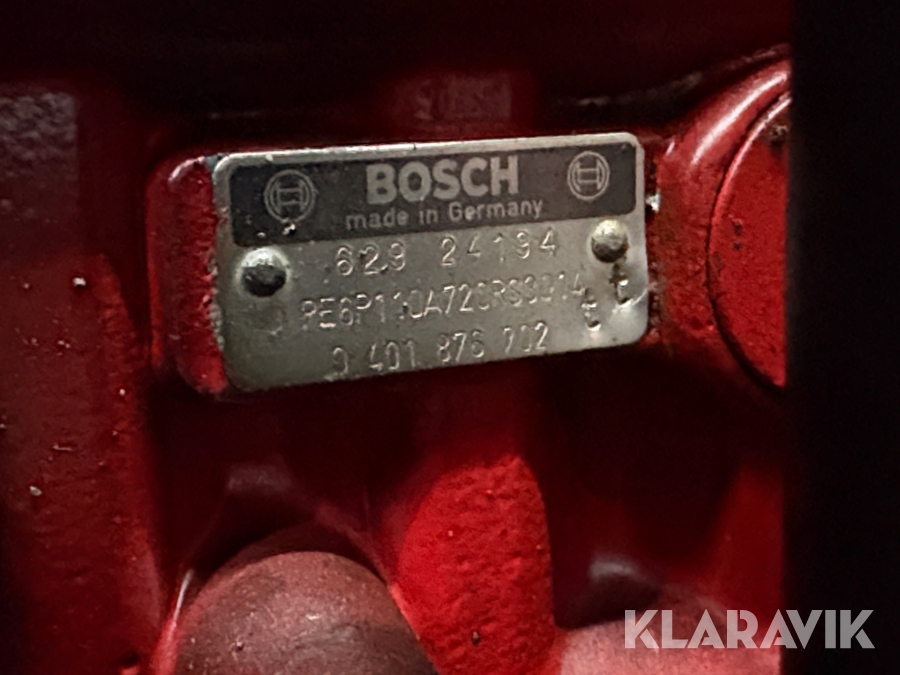 BOSCH
made in Germany
629 24194
PE6P110A720RS3014
0 401 876 702
KLARAVIK